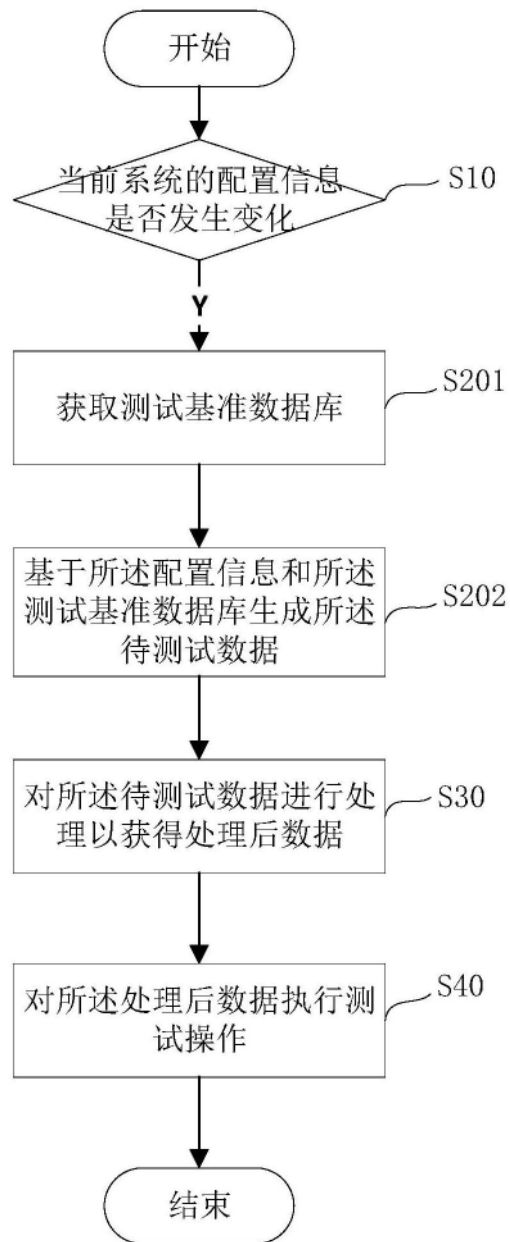 开始
当前系统的配置信息
是否发生变化
S10
Y
获取测试基准数据库
S201
基于所述配置信息和所述
测试基准数据库生成所述
待测试数据
S202
对所述待测试数据进行处
理以获得处理后数据
S30
对所述处理后数据执行测
试操作
S40
结束